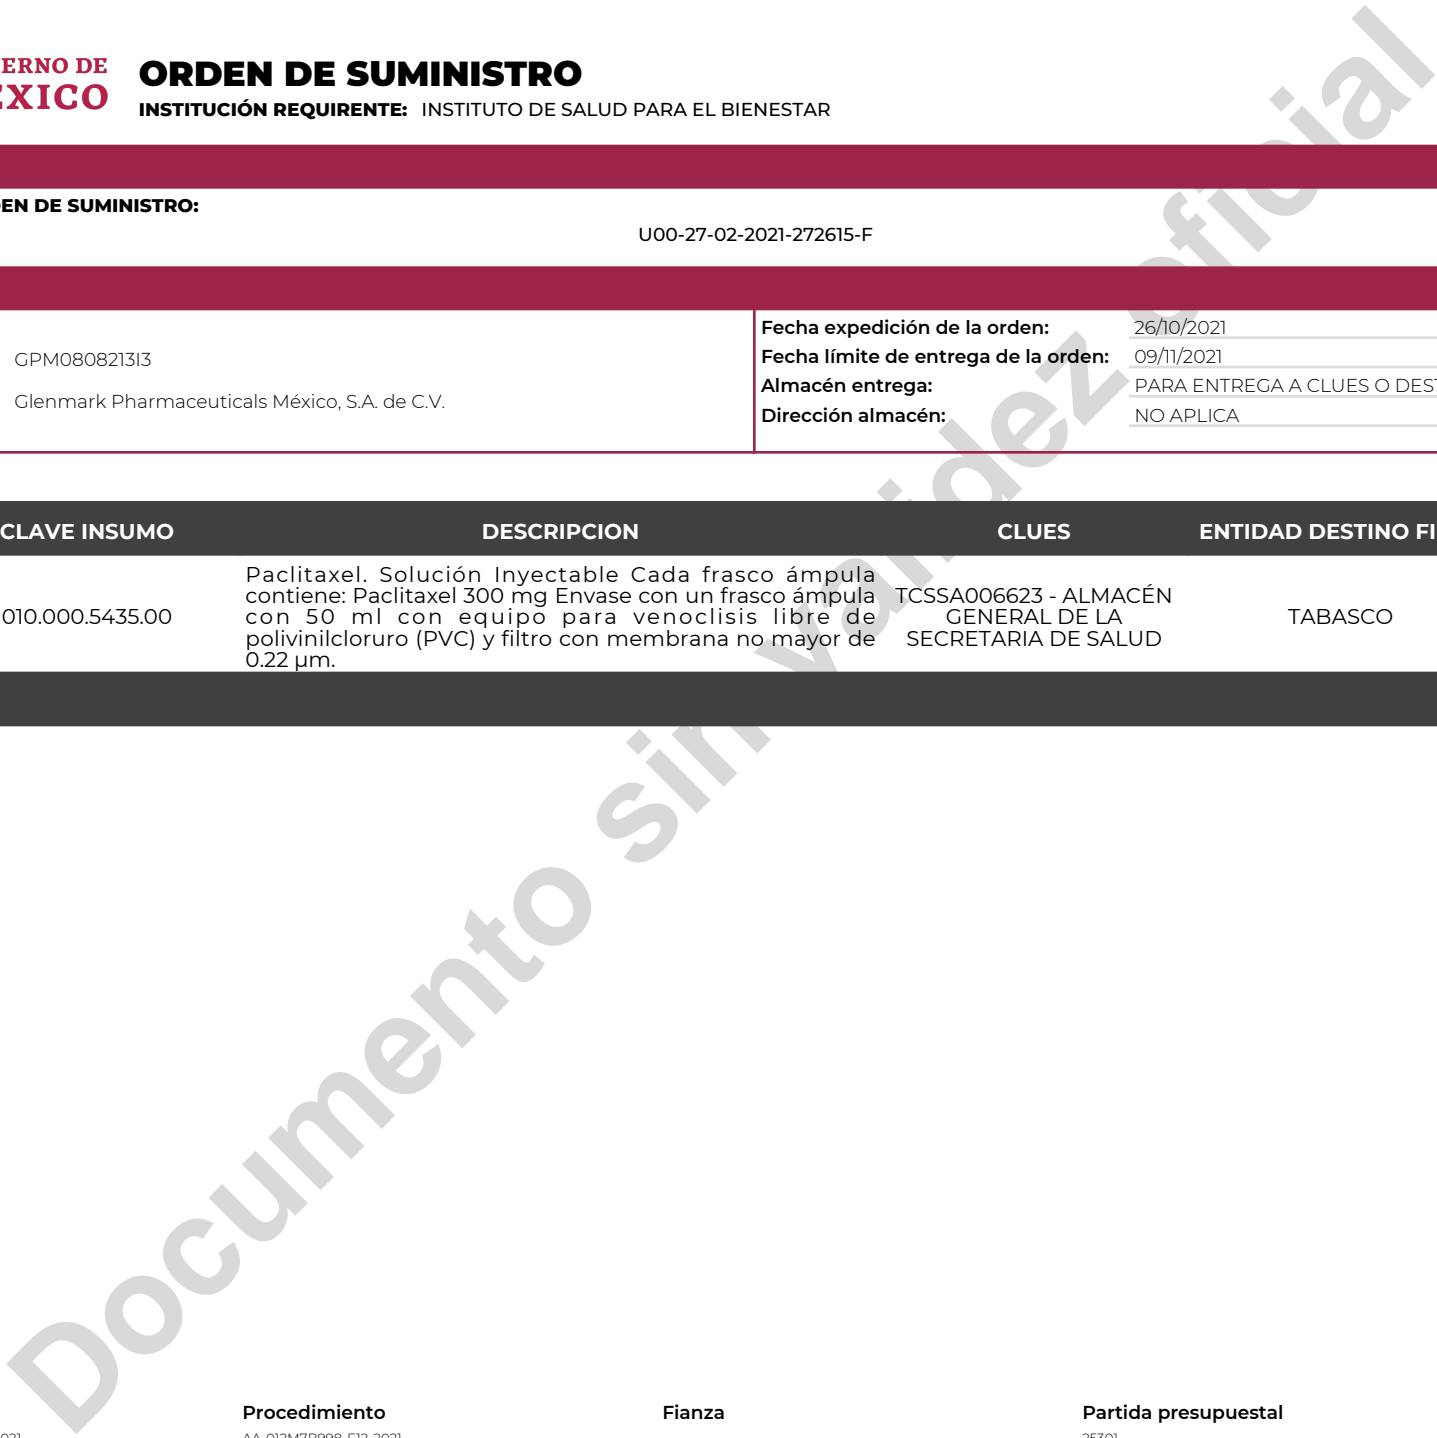 ERNO DE
ÉXICO
ORDEN DE SUMINISTRO
INSTITUCIÓN REQUIRENTE: INSTITUTO DE SALUD PARA EL BIENESTAR
EN DE SUMINISTRO:
U00-27-02-2021-272615-F
GPM0808213I3
Glenmark Pharmaceuticals México, S.A. de C.V.
Fecha expedición de la orden: 26/10/2021
Fecha límite de entrega de la orden: 09/11/2021
Almacén entrega: PARA ENTREGA A CLUES O DEST
Dirección almacén: NO APLICA
CLAVE INSUMO DESCRIPCION CLUES ENTIDAD DESTINO FI
010.000.5435.00
Paclitaxel. Solución Inyectable Cada frasco ámpula
contiene: Paclitaxel 300 mg Envase con un frasco ámpula
con 50 ml con equipo para venoclisis libre de
polivinilcloruro (PVC) y filtro con membrana no mayor de
0.22 µm.
TCSSA006623 - ALMACÉN
GENERAL DE LA
SECRETARIA DE SALUD
TABASCO
Documento sin validez oficial
Procedimiento Fianza Partida presupuestal